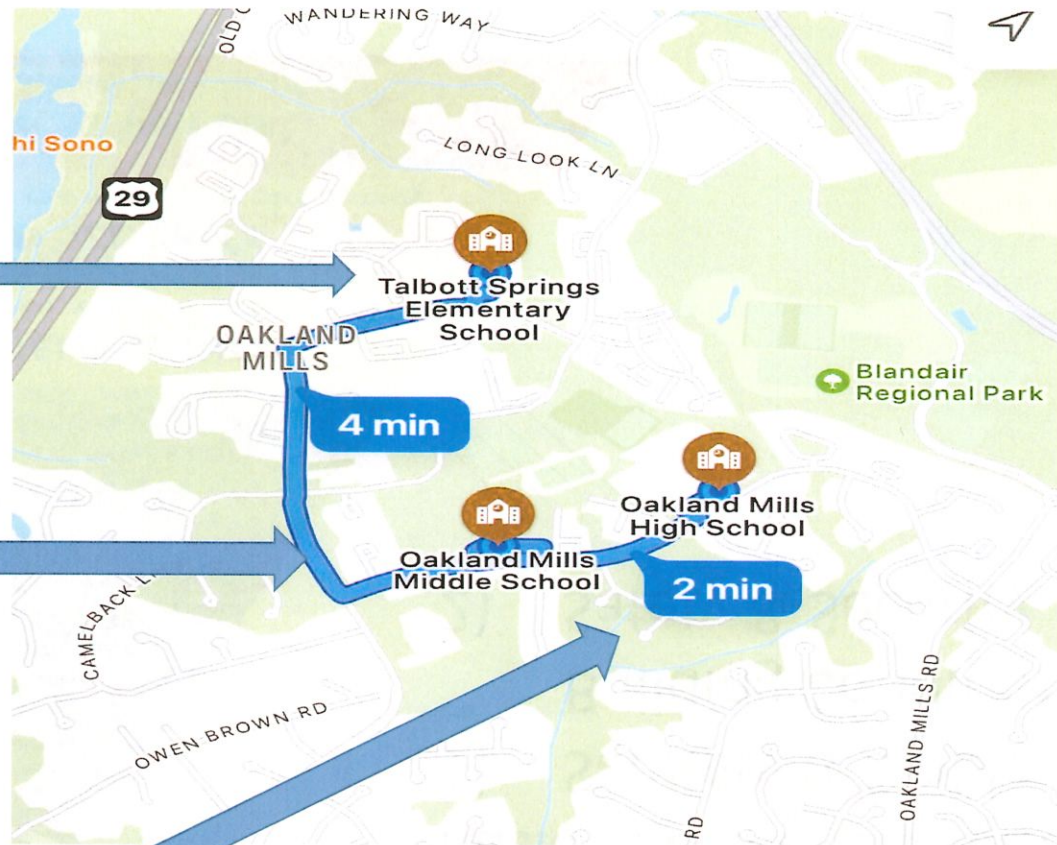 WANDERING WAY
hi Sono
LONG LOOK LN
29
Talbott Springs
Elementary
School
OAKLAND
MILLS
Blandair
Regional Park
4 min
Oakland Mills
High School
Oakland Mills
Middle School
2 min
OWEN BROWN RD
OAKLAND MILLS RD
CAMELBACK
OLD
RD